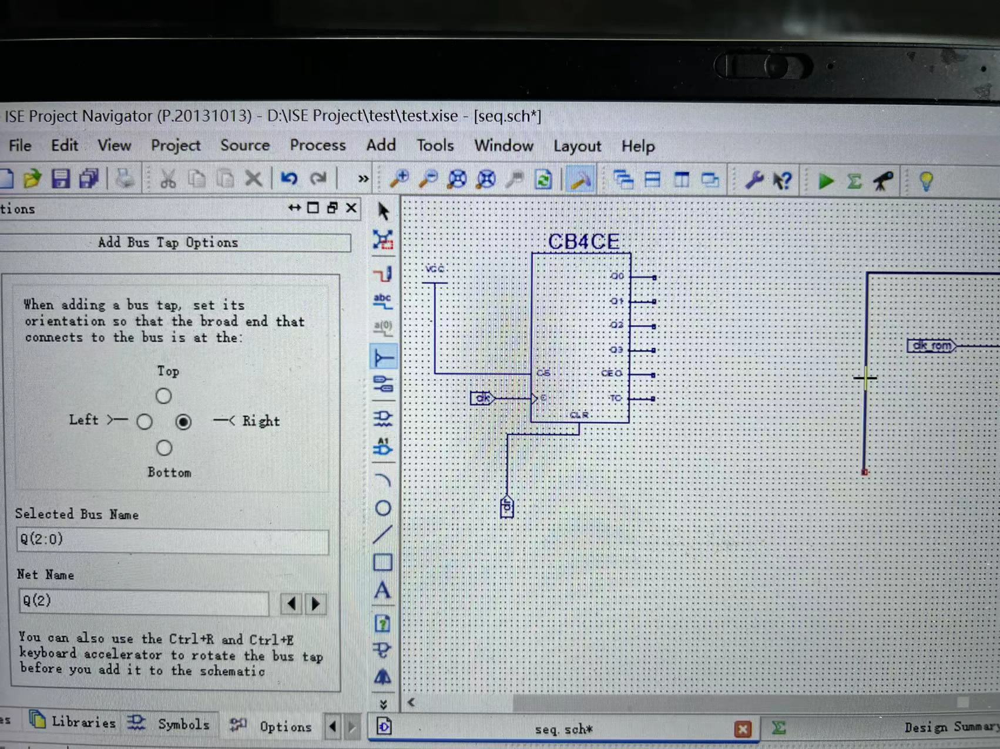 ISE Project Navigator (P.20131013) - D:\ISE Project\test\test.xise - [seq.sch*]
File Edit View Project Source Process Add Tools Window Layout Help
tions
Add Bus Tap Options
When adding a bus tap, set its
orientation so that the broad end that
connects to the bus is at the:
Top
Left >— —< Right
Bottom
Selected Bus Name
Q(2:0)
Net Name
Q(2)
You can also use the Ctrl+R and Ctrl+E
keyboard accelerator to rotate the bus tap
before you add it to the schematic
es Libraries Symbols Options
abc
a(0)
A1
A
CB4CE
VCC
Q0
Q1
Q2
Q3
CE CEO
clk C TC
CLR
clr
clk_rom
seq.sch*
Design Summary